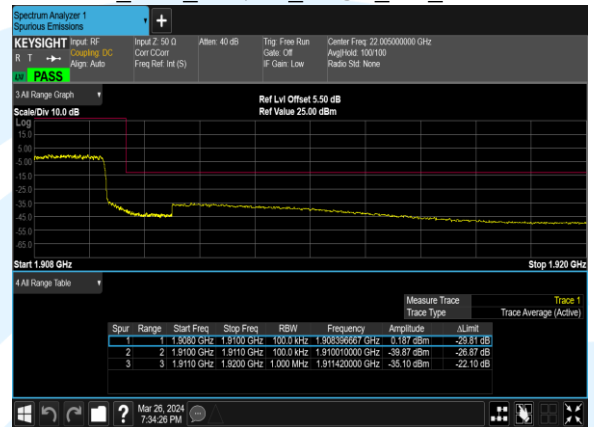 Spectrum Analyzer 1
Spurious Emissions
+
KEYSIGHT Input: RF Input Z: 50 Ω Atten: 40 dB Trig: Free Run Center Freq: 22.005000000 GHz
R T Coupling: DC Corr CCorr Gate: Off Avg|Hold: 100/100
Align: Auto Freq Ref: Int (S) IF Gain: Low Radio Std: None
LV PASS
3 All Range Graph
Ref Lvl Offset 5.50 dB
Scale/Div 10.0 dB Ref Value 25.00 dBm
Log
15.0
5.00
-5.00
-15.0
-25.0
-35.0
-45.0
-55.0
-65.0
Start 1.908 GHz Stop 1.920 GHz
4 All Range Table
Measure Trace Trace 1
Trace Type Trace Average (Active)
Spur Range Start Freq Stop Freq RBW Frequency Amplitude ΔLimit
1 1 1.9080 GHz 1.9100 GHz 100.0 kHz 1.908396667 GHz 0.187 dBm -29.81 dB
2 2 1.9100 GHz 1.9110 GHz 100.0 kHz 1.910010000 GHz -39.87 dBm -26.87 dB
3 3 1.9110 GHz 1.9200 GHz 1.000 MHz 1.911420000 GHz -35.10 dBm -22.10 dB
? Mar 26, 2024
7:34:26 PM